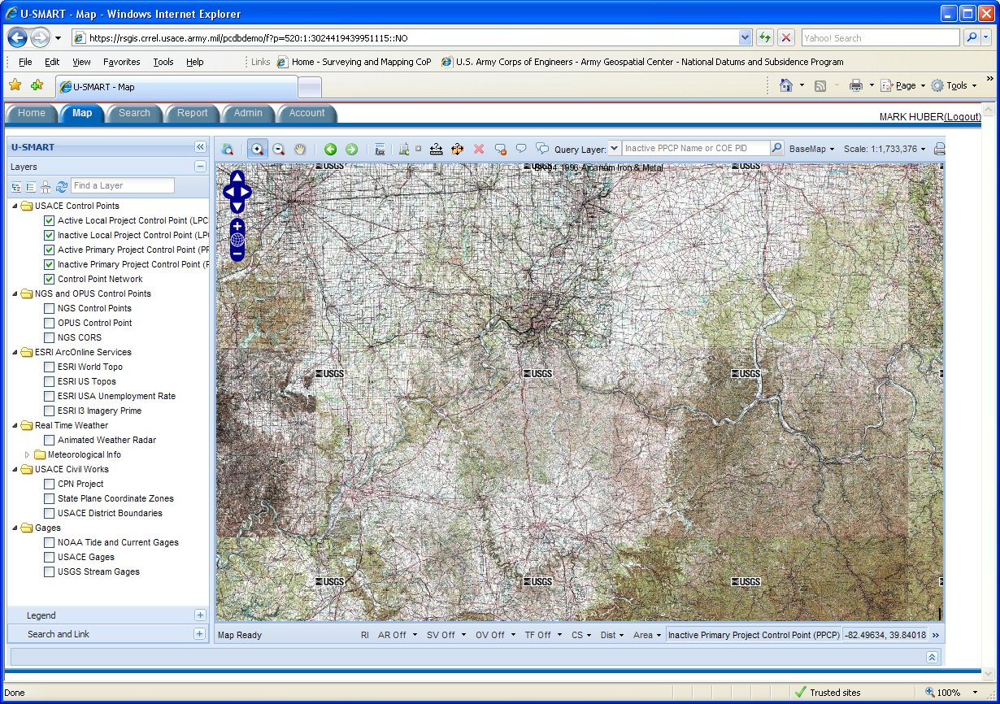 U-SMART - Map - Windows Internet Explorer
https://rsgis.crrel.usace.army.mil/pcdbdemo/f?p=520:1:3024419439951115::NO
Yahoo! Search
File Edit View Favorites Tools Help
Links Home - Surveying and Mapping CoP U.S. Army Corps of Engineers - Army Geospatial Center - National Datums and Subsidence Program
U-SMART - Map
Page Tools
Home Map Search Report Admin Account
MARK HUBER(Logout)
U-SMART
Query Layer: Inactive PPCP Name or COE PID BaseMap Scale: 1:1,733,376
Layers
Find a Layer
USACE Control Points
Active Local Project Control Point (LPC
Inactive Local Project Control Point (LP
Active Primary Project Control Point (PP
Inactive Primary Project Control Point (P
Control Point Network
NGS and OPUS Control Points
NGS Control Points
OPUS Control Point
NGS CORS
ESRI ArcOnline Services
ESRI World Topo
ESRI US Topos
ESRI USA Unemployment Rate
ESRI I3 Imagery Prime
Real Time Weather
Animated Weather Radar
Meteorological Info
USACE Civil Works
CPN Project
State Plane Coordinate Zones
USACE District Boundaries
Gages
NOAA Tide and Current Gages
USACE Gages
USGS Stream Gages
Legend
Search and Link
USGS USGS USGS
1996 Arcanum Iron & Metal
USGS USGS USGS
USGS USGS USGS
Map Ready RI AR Off SV Off OV Off TF Off CS Dist Area Inactive Primary Project Control Point (PPCP) -82.49634, 39.84018
Done Trusted sites 100%